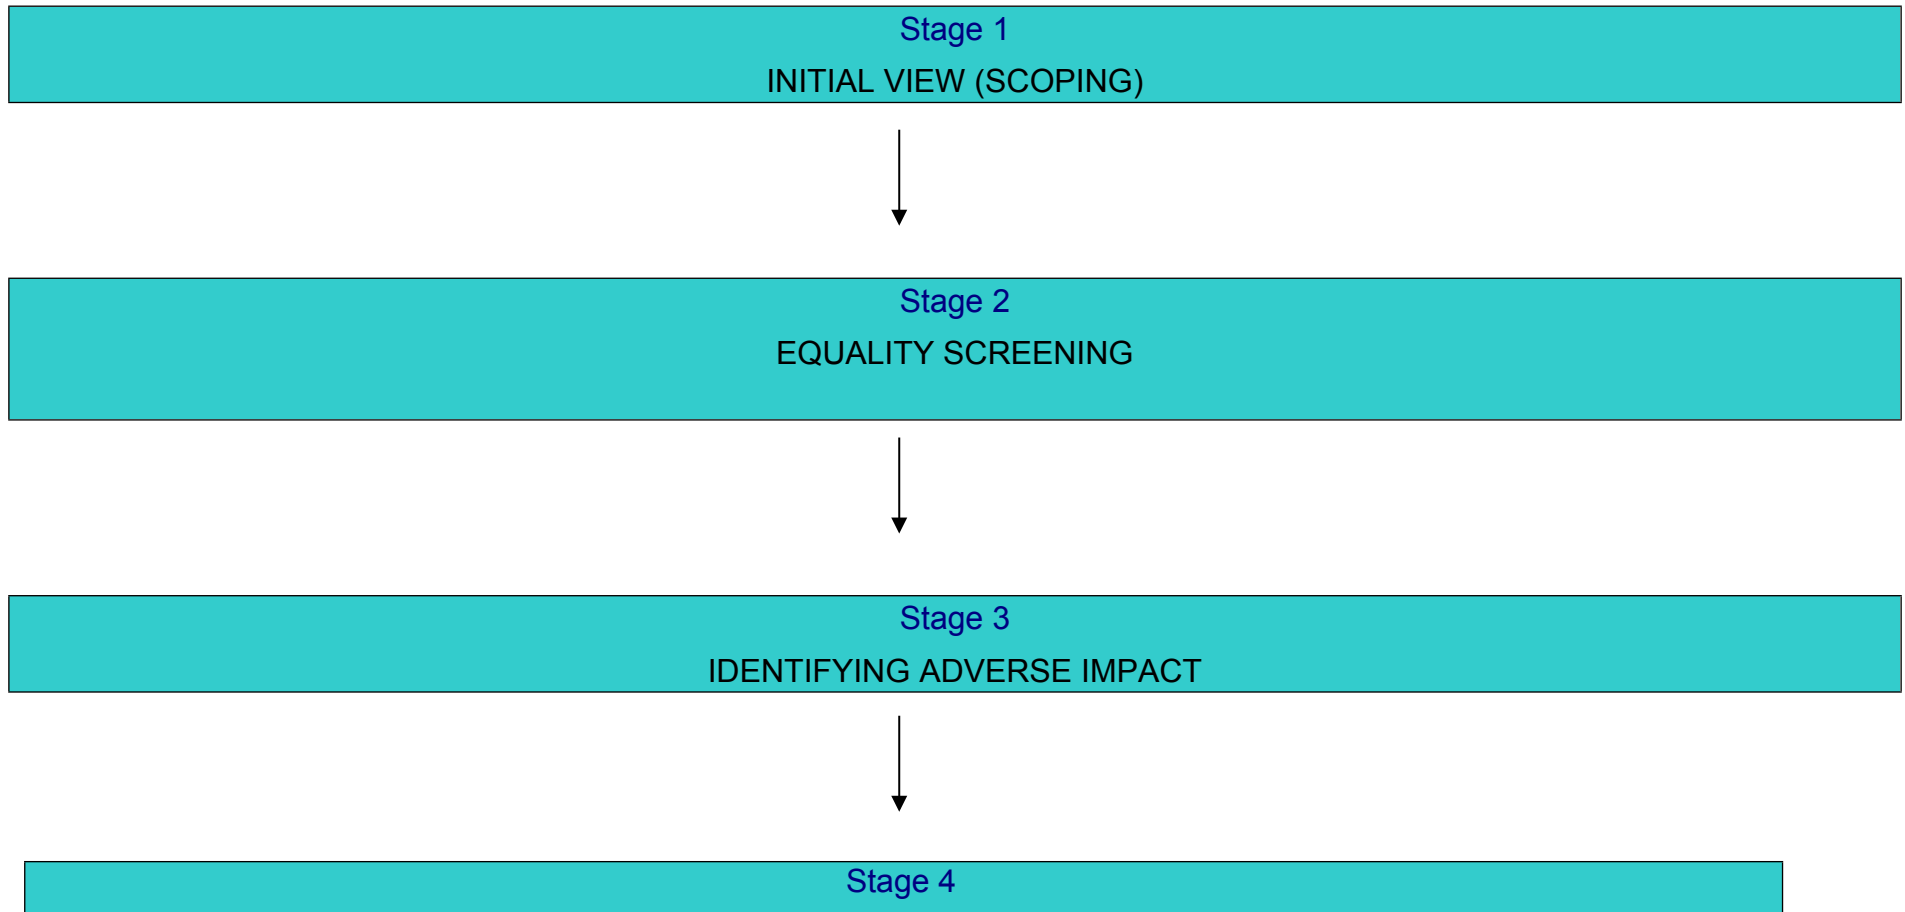 Stage 1
INITIAL VIEW (SCOPING)
Stage 2
EQUALITY SCREENING
Stage 3
IDENTIFYING ADVERSE IMPACT
Stage 4